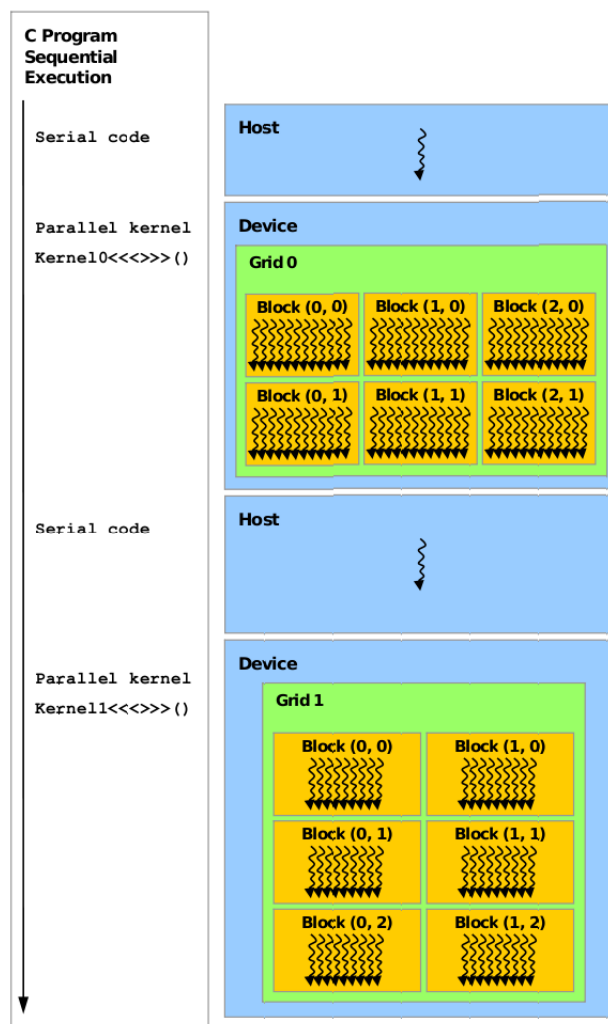 C Program
Sequential
Execution
Serial code
Host
Parallel kernel
Kernel0<<<>>>()
Device
Grid 0
Block (0, 0)
Block (1, 0)
Block (2, 0)
Block (0, 1)
Block (1, 1)
Block (2, 1)
Serial code
Host
Parallel kernel
Kernel1<<<>>>()
Device
Grid 1
Block (0, 0)
Block (1, 0)
Block (0, 1)
Block (1, 1)
Block (0, 2)
Block (1, 2)